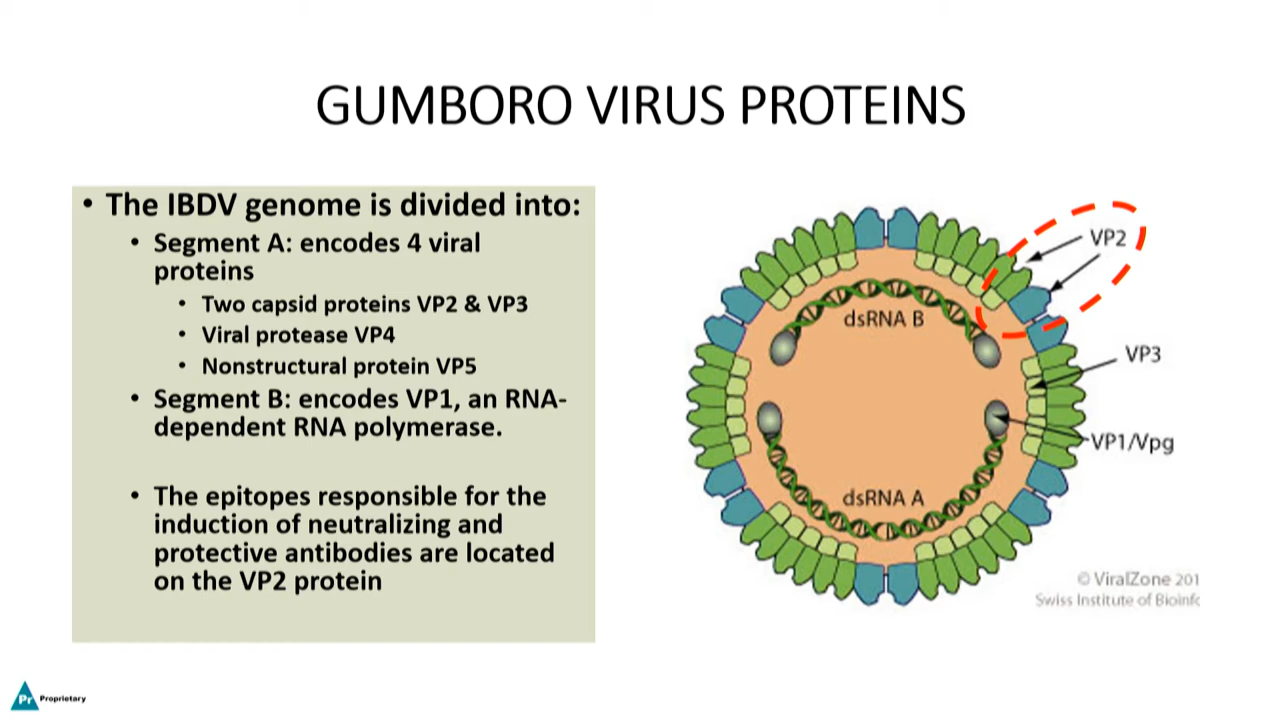 GUMBORO VIRUS PROTEINS
• The IBDV genome is divided into:
• Segment A: encodes 4 viral
proteins
• Two capsid proteins VP2 & VP3
• Viral protease VP4
• Nonstructural protein VP5
• Segment B: encodes VP1, an RNA-
dependent RNA polymerase.
• The epitopes responsible for the
induction of neutralizing and
protective antibodies are located
on the VP2 protein
VP2
dsRNA B
VP3
VP1/Vpg
dsRNA A
© ViralZone 201
Swiss Institute of Bioinfo
Pr Proprietary